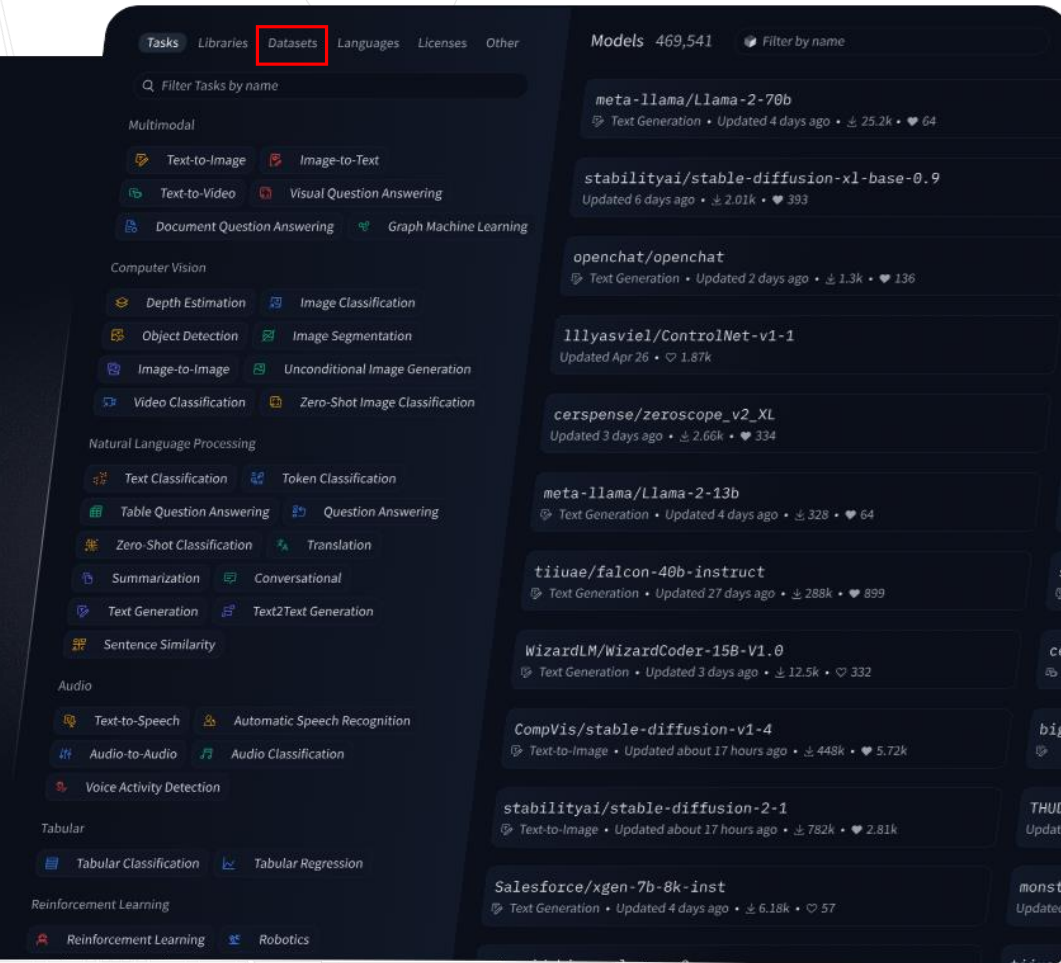 Tasks Libraries Datasets Languages Licenses Other
Filter Tasks by name
Multimodal
Text-to-Image Image-to-Text
Text-to-Video Visual Question Answering
Document Question Answering Graph Machine Learning
Computer Vision
Depth Estimation Image Classification
Object Detection Image Segmentation
Image-to-Image Unconditional Image Generation
Video Classification Zero-Shot Image Classification
Natural Language Processing
Text Classification Token Classification
Table Question Answering Question Answering
Zero-Shot Classification Translation
Summarization Conversational
Text Generation Text2Text Generation
Sentence Similarity
Audio
Text-to-Speech Automatic Speech Recognition
Audio-to-Audio Audio Classification
Voice Activity Detection
Tabular
Tabular Classification Tabular Regression
Reinforcement Learning
Reinforcement Learning Robotics
Models 469,541 Filter by name
meta-llama/Llama-2-70b
Text Generation • Updated 4 days ago • 25.2k • 64
stabilityai/stable-diffusion-xl-base-0.9
Updated 6 days ago • 2.01k • 393
openchat/openchat
Text Generation • Updated 2 days ago • 1.3k • 136
lllyasviel/ControlNet-v1-1
Updated Apr 26 • 1.87k
cerspense/zeroscope_v2_XL
Updated 3 days ago • 2.66k • 334
meta-llama/Llama-2-13b
Text Generation • Updated 4 days ago • 328 • 64
tiiuae/falcon-40b-instruct
Text Generation • Updated 27 days ago • 288k • 899
WizardLM/WizardCoder-15B-V1.0
Text Generation • Updated 3 days ago • 12.5k • 332
CompVis/stable-diffusion-v1-4
Text-to-Image • Updated about 17 hours ago • 448k • 5.72k
stabilityai/stable-diffusion-2-1
Text-to-Image • Updated about 17 hours ago • 782k • 2.81k
Salesforce/xgen-7b-8k-inst
Text Generation • Updated 4 days ago • 6.18k • 57